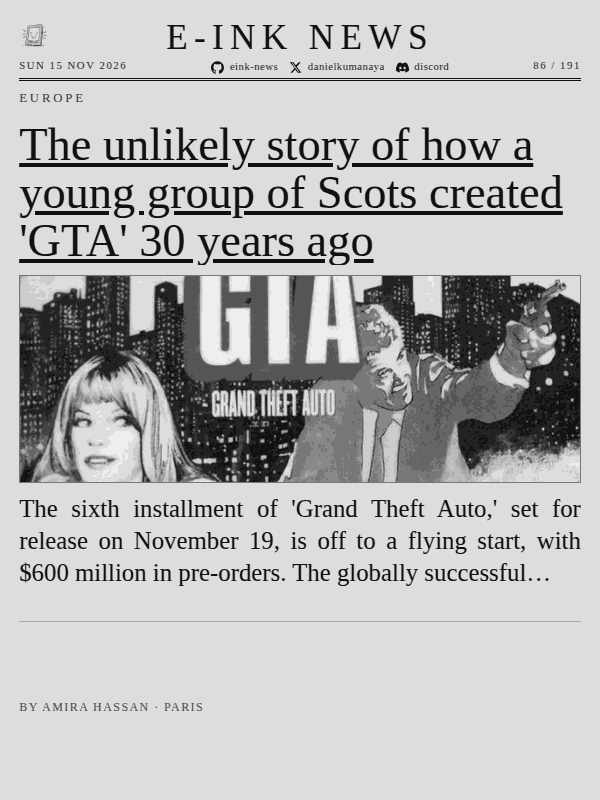 E-INK NEWS
SUN 15 NOV 2026
eink-news danielkumanaya discord
86 / 191
EUROPE
The unlikely story of how a
young group of Scots created
'GTA' 30 years ago
GTA
GRAND THEFT AUTO
The sixth installment of 'Grand Theft Auto,' set for
release on November 19, is off to a flying start, with
$600 million in pre-orders. The globally successful…
BY AMIRA HASSAN · PARIS